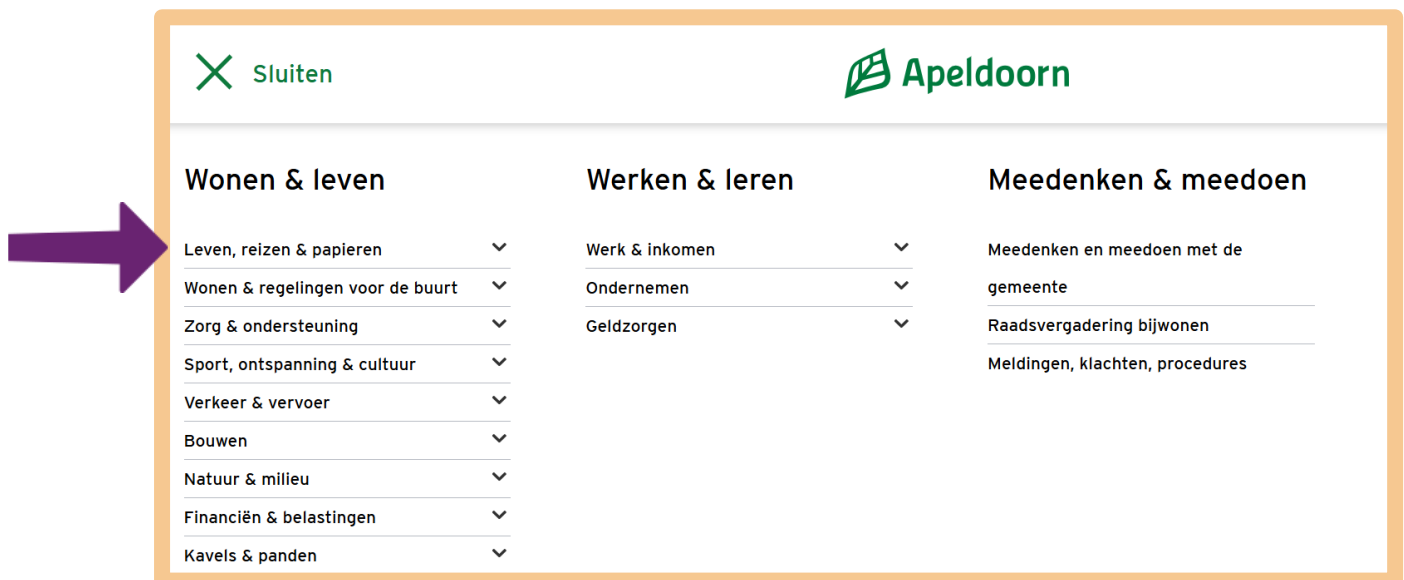 Sluiten
Apeldoorn
Wonen & leven
Leven, reizen & papieren
Wonen & regelingen voor de buurt
Zorg & ondersteuning
Sport, ontspanning & cultuur
Verkeer & vervoer
Bouwen
Natuur & milieu
Financiën & belastingen
Kavels & panden
Werken & leren
Werk & inkomen
Ondernemen
Geldzorgen
Meedenken & meedoen
Meedenken en meedoen met de
gemeente
Raadsvergadering bijwonen
Meldingen, klachten, procedures